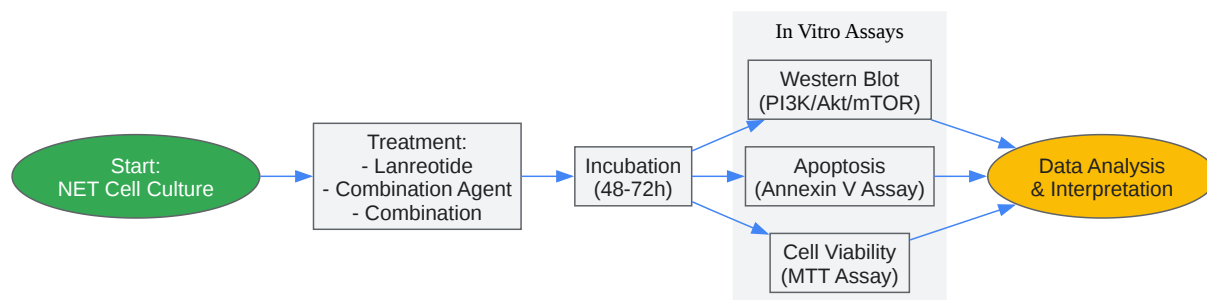 Start:
NET Cell Culture
Treatment:
- Lanreotide
- Combination Agent
- Combination
Incubation
(48-72h)
In Vitro Assays
Western Blot
(PI3K/Akt/mTOR)
Apoptosis
(Annexin V Assay)
Cell Viability
(MTT Assay)
Data Analysis
& Interpretation